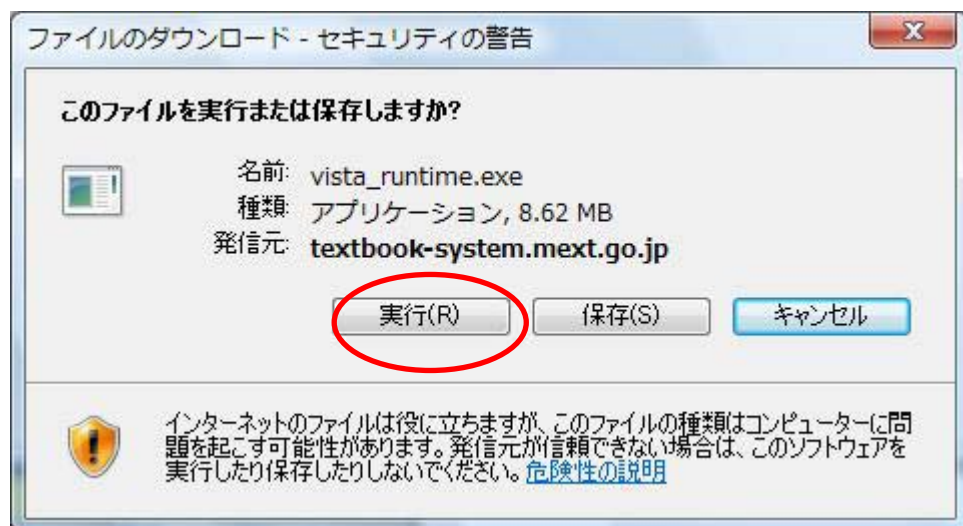 ファイルのダウンロード - セキュリティの警告
このファイルを実行または保存しますか?
名前: vista_runtime.exe
種類: アプリケーション, 8.62 MB
発信元: textbook-system.mext.go.jp
実行(R) 保存(S) キャンセル
インターネットのファイルは役に立ちますが、このファイルの種類はコンピューターに問
題を起こす可能性があります。発信元が信頼できない場合は、このソフトウェアを
実行したり保存したりしないでください。危険性の説明